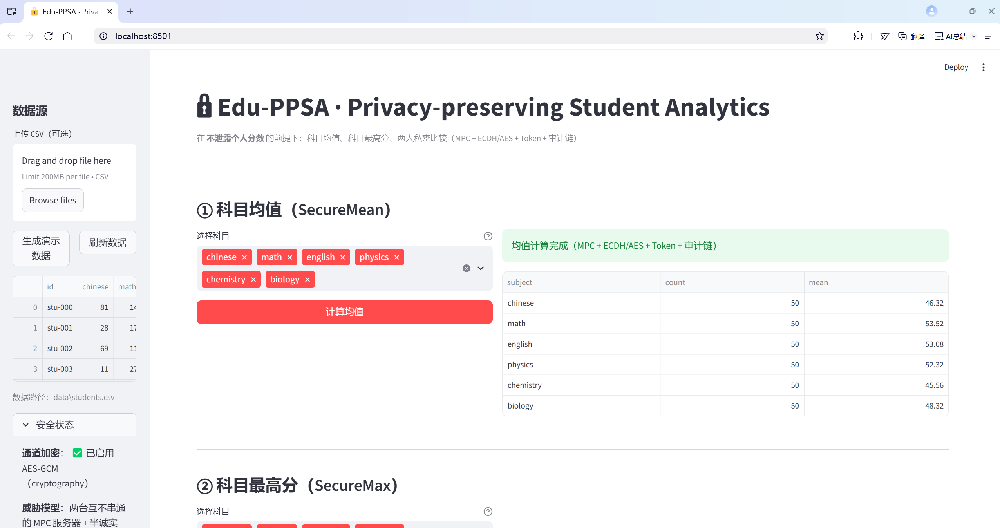 Edu-PPSA · Priva
localhost:8501
翻译
AI总结
Deploy
数据源
上传 CSV（可选）
Drag and drop file here
Limit 200MB per file • CSV
Browse files
生成演示
数据
刷新数据
id chinese math
0 stu-000 81 14
1 stu-001 28 17
2 stu-002 69 11
3 stu-003 11 27
数据路径：data\students.csv
安全状态
通道加密：✅ 已启用
AES-GCM
（cryptography）
威胁模型：两台互不串通
的 MPC 服务器 + 半诚实
Edu-PPSA · Privacy-preserving Student Analytics
在 不泄露个人分数 的前提下：科目均值、科目最高分、两人私密比较（MPC + ECDH/AES + Token + 审计链）
① 科目均值（SecureMean）
选择科目
chinese math english physics
chemistry biology
计算均值
均值计算完成（MPC + ECDH/AES + Token + 审计链）
subject count mean
chinese 50 46.32
math 50 53.52
english 50 53.08
physics 50 52.32
chemistry 50 45.56
biology 50 48.32
② 科目最高分（SecureMax）
选择科目